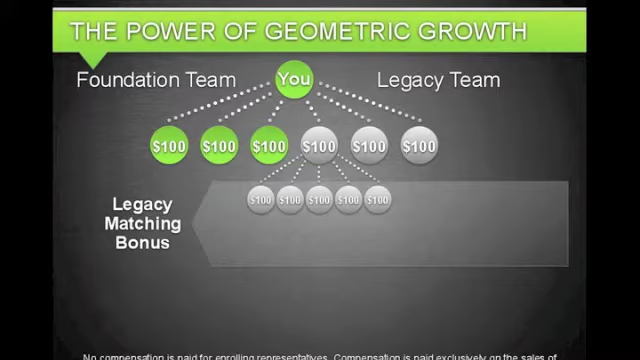 THE POWER OF GEOMETRIC GROWTH
Foundation Team You Legacy Team
$100 $100 $100 $100 $100 $100
$100 $100 $100 $100 $100
Legacy
Matching
Bonus
No compensation is paid for enrolling representatives. Compensation is paid exclusively on the sales of